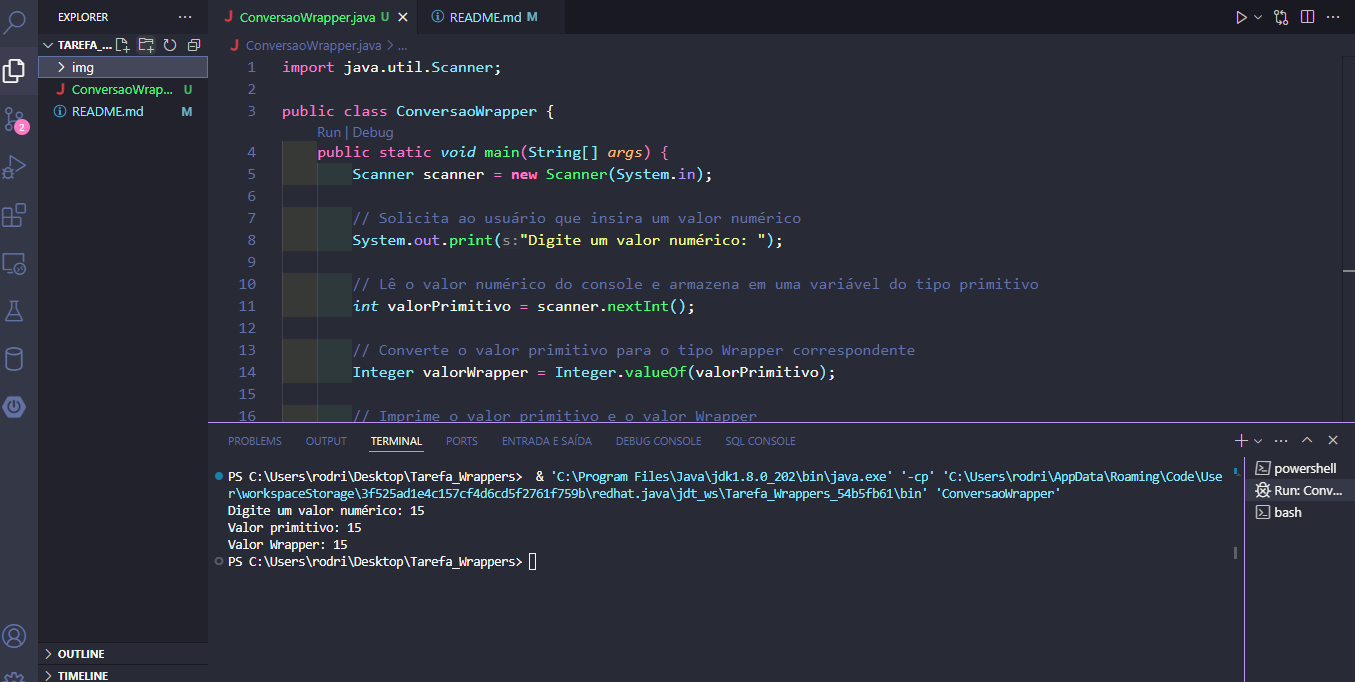 EXPLORER
TAREFA_...
img
ConversaoWrap... U
README.md M
2
OUTLINE
TIMELINE
ConversaoWrapper.java U
README.md M
ConversaoWrapper.java > ...
1 import java.util.Scanner;
2
3 public class ConversaoWrapper {
Run | Debug
4 public static void main(String[] args) {
5 Scanner scanner = new Scanner(System.in);
6
7 // Solicita ao usuário que insira um valor numérico
8 System.out.print(s:"Digite um valor numérico: ");
9
10 // Lê o valor numérico do console e armazena em uma variável do tipo primitivo
11 int valorPrimitivo = scanner.nextInt();
12
13 // Converte o valor primitivo para o tipo Wrapper correspondente
14 Integer valorWrapper = Integer.valueOf(valorPrimitivo);
15
16 // Imprime o valor primitivo e o valor Wrapper
PROBLEMS OUTPUT TERMINAL PORTS ENTRADA E SAÍDA DEBUG CONSOLE SQL CONSOLE
PS C:\Users\rodri\Desktop\Tarefa_Wrappers> & 'C:\Program Files\Java\jdk1.8.0_202\bin\java.exe' '-cp' 'C:\Users\rodri\AppData\Roaming\Code\Use
r\workspaceStorage\3f525ad1e4c157cf4d6cd5f2761f759b\redhat.java\jdt_ws\Tarefa_Wrappers_54b5fb61\bin' 'ConversaoWrapper'
Digite um valor numérico: 15
Valor primitivo: 15
Valor Wrapper: 15
PS C:\Users\rodri\Desktop\Tarefa_Wrappers>
powershell
Run: Conv...
bash